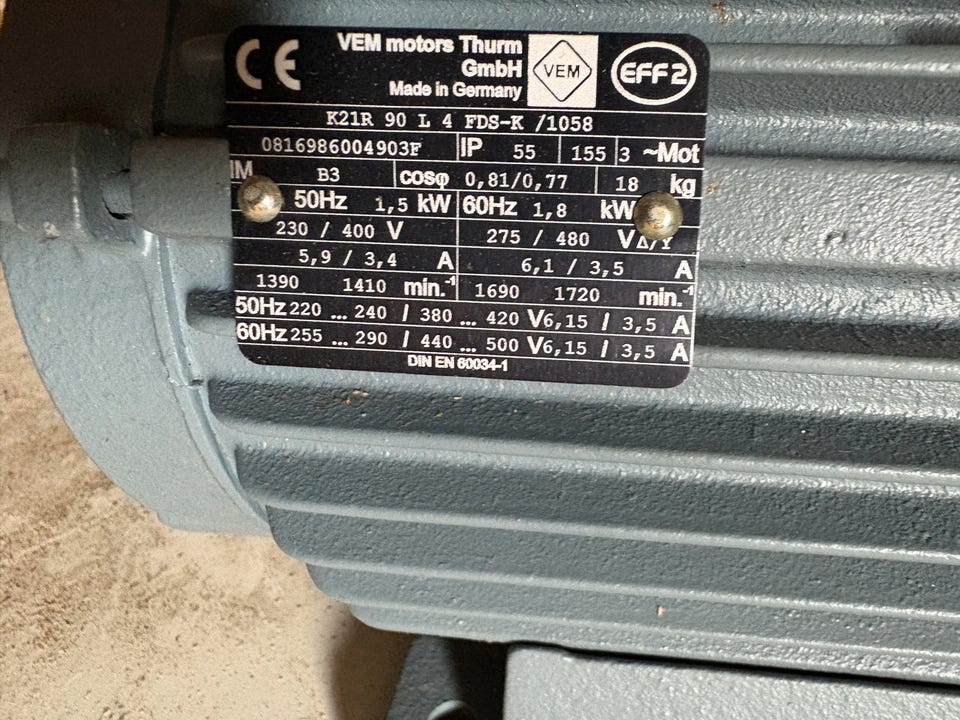 CE
VEM motors Thurm
GmbH
Made in Germany
VEM
EFF2
K21R 90 L 4 FDS-K /1058
0816986004903F IP 55 155 3 ~Mot
IM B3 cosφ 0,81/0,77 18 kg
50Hz 1,5 kW 60Hz 1,8 kW
230 / 400 V 275 / 480 V Δ/Y
5,9 / 3,4 A 6,1 / 3,5 A
1390 1410 min.-1 1690 1720 min.-1
50Hz 220 ... 240 / 380 ... 420 V 6,15 / 3,5 A
60Hz 255 ... 290 / 440 ... 500 V 6,15 / 3,5 A
DIN EN 60034-1